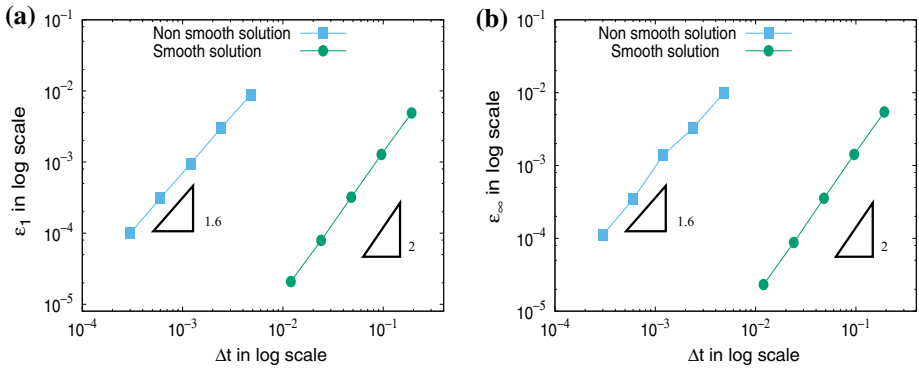 (a)
10⁻¹
10⁻²
10⁻³
10⁻⁴
10⁻⁵
ε₁ in log scale
Non smooth solution
Smooth solution
1.6
2
10⁻⁴ 10⁻³ 10⁻² 10⁻¹
Δt in log scale
(b)
10⁻¹
10⁻²
10⁻³
10⁻⁴
10⁻⁵
ε∞ in log scale
Non smooth solution
Smooth solution
1.6
2
10⁻⁴ 10⁻³ 10⁻² 10⁻¹
Δt in log scale